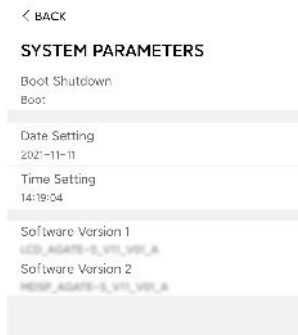 < BACK
SYSTEM PARAMETERS
Boot Shutdown
Boot
Date Setting
2021-11-11
Time Setting
14:19:04
Software Version 1
LCD_AGATE-S_V11_V01_A
Software Version 2
MDSP_AGATE-S_V11_V01_A